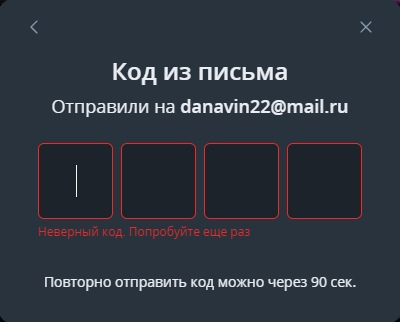 Код из письма
Отправили на danavin22@mail.ru
Неверный код. Попробуйте еще раз
Повторно отправить код можно через 90 сек.